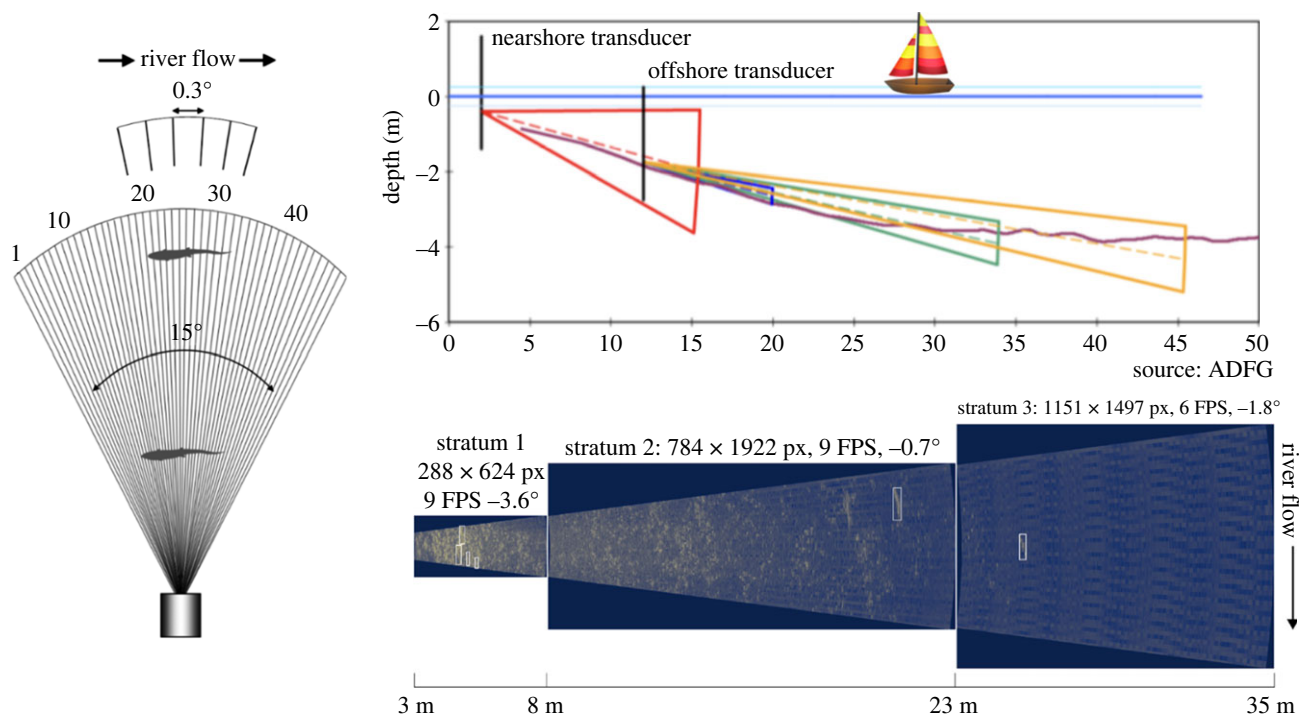 river flow
0.3°
20
30
10
40
1
15°
2
0
−2
−4
−6
depth (m)
nearshore transducer
offshore transducer
0
5
10
15
20
25
30
35
40
45
50
source: ADFG
stratum 1
288 × 624 px
9 FPS −3.6°
stratum 2: 784 × 1922 px, 9 FPS, −0.7°
stratum 3: 1151 × 1497 px, 6 FPS, −1.8°
river flow
3 m
8 m
23 m
35 m